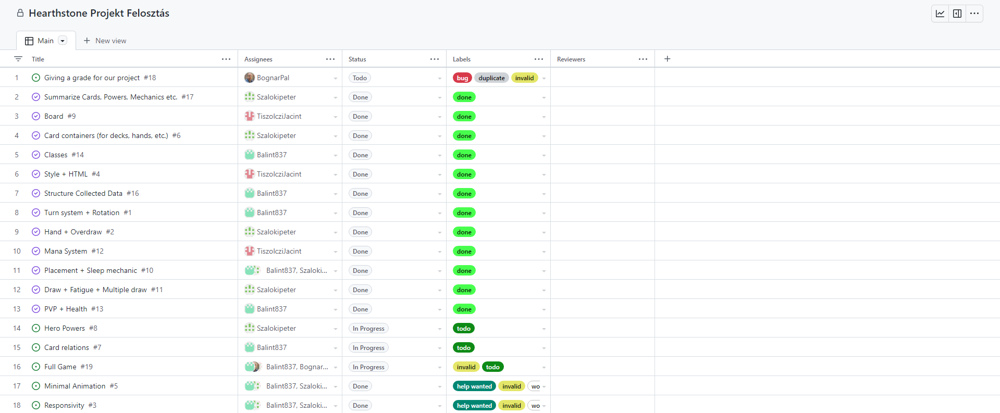 Hearthstone Projekt Felosztás
Main New view
Title Assignees Status Labels Reviewers
1 Giving a grade for our project #18 BognarPal Todo bug duplicate invalid
2 Summarize Cards, Powers, Mechanics etc. #17 Szalokipeter Done done
3 Board #9 TiszolcziJacint Done done
4 Card containers (for decks, hands, etc.) #6 Szalokipeter Done done
5 Classes #14 Balint837 Done done
6 Style + HTML #4 TiszolcziJacint Done done
7 Structure Collected Data #16 Balint837 Done done
8 Turn system + Rotation #1 Balint837 Done done
9 Hand + Overdraw #2 Szalokipeter Done done
10 Mana System #12 TiszolcziJacint Done done
11 Placement + Sleep mechanic #10 Balint837, Szaloki... Done done
12 Draw + Fatigue + Multiple draw #11 Szalokipeter Done done
13 PVP + Health #13 Balint837 Done done
14 Hero Powers #8 Szalokipeter In Progress todo
15 Card relations #7 Balint837 In Progress todo
16 Full Game #19 Balint837, Bognar... In Progress invalid todo
17 Minimal Animation #5 Balint837, Szaloki... Done help wanted invalid wo
18 Responsivity #3 Balint837, Szaloki... Done help wanted invalid wo